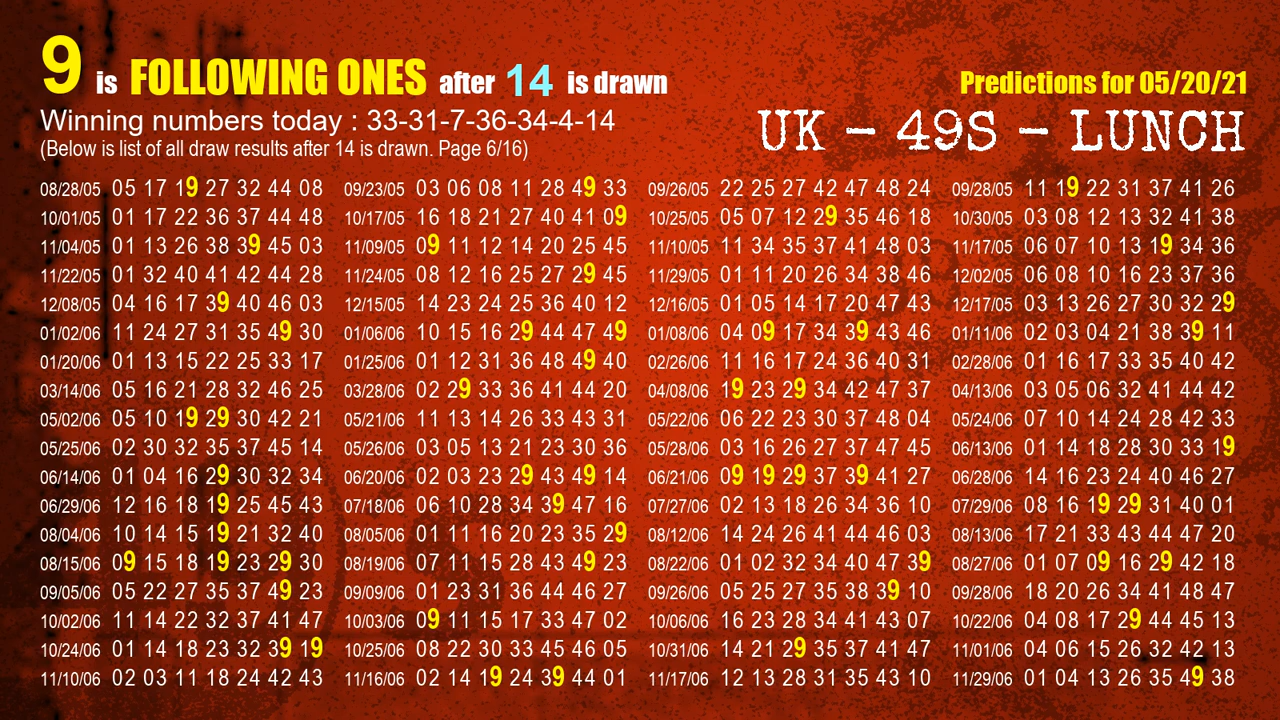 9 is FOLLOWING ONES after 14 is drawn
Predictions for 05/20/21
Winning numbers today : 33-31-7-36-34-4-14
UK - 49S - LUNCH
(Below is list of all draw results after 14 is drawn. Page 6/16)
08/28/05 05 17 19 27 32 44 08 09/23/05 03 06 08 11 28 49 33 09/26/05 22 25 27 42 47 48 24 09/28/05 11 19 22 31 37 41 26
10/01/05 01 17 22 36 37 44 48 10/17/05 16 18 21 27 40 41 09 10/25/05 05 07 12 29 35 46 18 10/30/05 03 08 12 13 32 41 38
11/04/05 01 13 26 38 39 45 03 11/09/05 09 11 12 14 20 25 45 11/10/05 11 34 35 37 41 48 03 11/17/05 06 07 10 13 19 34 36
11/22/05 01 32 40 41 42 44 28 11/24/05 08 12 16 25 27 29 45 11/29/05 01 11 20 26 34 38 46 12/02/05 06 08 10 16 23 37 36
12/08/05 04 16 17 39 40 46 03 12/15/05 14 23 24 25 36 40 12 12/16/05 01 05 14 17 20 47 43 12/17/05 03 13 26 27 30 32 29
01/02/06 11 24 27 31 35 49 30 01/06/06 10 15 16 29 44 47 49 01/08/06 04 09 17 34 39 43 46 01/11/06 02 03 04 21 38 39 11
01/20/06 01 13 15 22 25 33 17 01/25/06 01 12 31 36 48 49 40 02/26/06 11 16 17 24 36 40 31 02/28/06 01 16 17 33 35 40 42
03/14/06 05 16 21 28 32 46 25 03/28/06 02 29 33 36 41 44 20 04/08/06 19 23 29 34 42 47 37 04/13/06 03 05 06 32 41 44 42
05/02/06 05 10 19 29 30 42 21 05/21/06 11 13 14 26 33 43 31 05/22/06 06 22 23 30 37 48 04 05/24/06 07 10 14 24 28 42 33
05/25/06 02 30 32 35 37 45 14 05/26/06 03 05 13 21 23 30 36 05/28/06 03 16 26 27 37 47 45 06/13/06 01 14 18 28 30 33 19
06/14/06 01 04 16 29 30 32 34 06/20/06 02 03 23 29 43 49 14 06/21/06 09 19 29 37 39 41 27 06/28/06 14 16 23 24 40 46 27
06/29/06 12 16 18 19 25 45 43 07/18/06 06 10 28 34 39 47 16 07/27/06 02 13 18 26 34 36 10 07/29/06 08 16 19 29 31 40 01
08/04/06 10 14 15 19 21 32 40 08/05/06 01 11 16 20 23 35 29 08/12/06 14 24 26 41 44 46 03 08/13/06 17 21 33 43 44 47 20
08/15/06 09 15 18 19 23 29 30 08/19/06 07 11 15 28 43 49 23 08/22/06 01 02 32 34 40 47 39 08/27/06 01 07 09 16 29 42 18
09/05/06 05 22 27 35 37 49 23 09/09/06 01 23 31 36 44 46 27 09/26/06 05 25 27 35 38 39 10 09/28/06 18 20 26 34 41 48 47
10/02/06 11 14 22 32 37 41 47 10/03/06 09 11 15 17 33 47 02 10/06/06 16 23 28 34 41 43 07 10/22/06 04 08 17 29 44 45 13
10/24/06 01 14 18 23 32 39 19 10/25/06 08 22 30 33 45 46 05 10/31/06 14 21 29 35 37 41 47 11/01/06 04 06 15 26 32 42 13
11/10/06 02 03 11 18 24 42 43 11/16/06 02 14 19 24 39 44 01 11/17/06 12 13 28 31 35 43 10 11/29/06 01 04 13 26 35 49 38